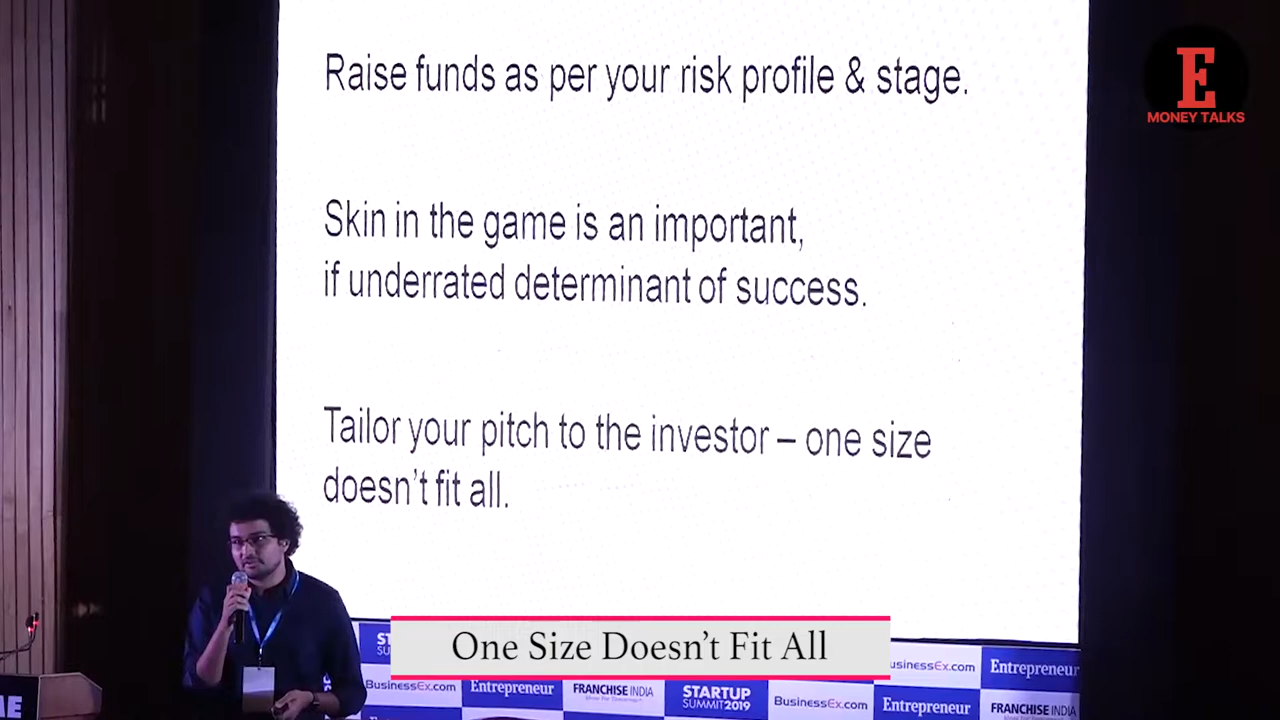 Raise funds as per your risk profile & stage.
E
MONEY TALKS
Skin in the game is an important,
if underrated determinant of success.
Tailor your pitch to the investor – one size
doesn't fit all.
One Size Doesn't Fit All
usinessEx.com
Entrepreneur
BusinessEx.com
Entrepreneur
FRANCHISE INDIA
STARTUP
SUMMIT2019
BusinessEx.com
Entrepreneur
FRANCHISE INDIA